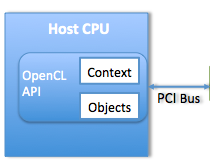 Host CPU
OpenCL
API
Context
Objects
PCI Bus